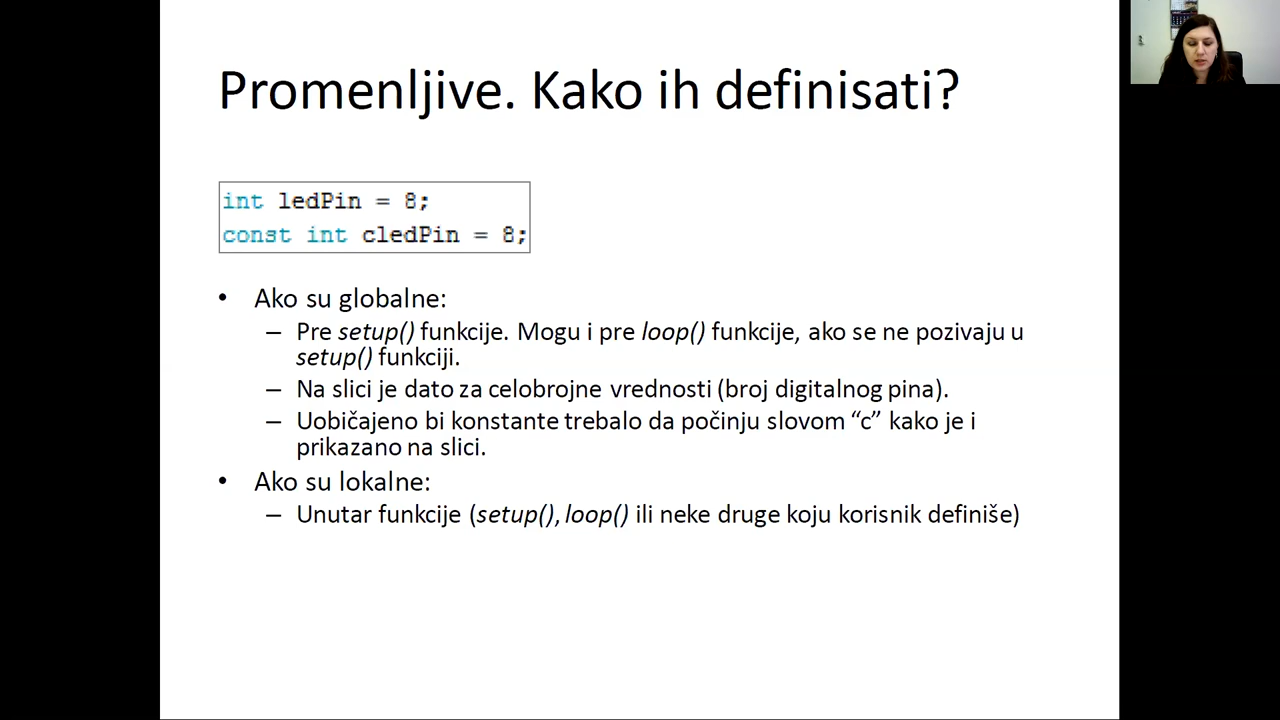 Promenljive. Kako ih definisati?
int ledPin = 8;
const int cledPin = 8;
• Ako su globalne:
– Pre setup() funkcije. Mogu i pre loop() funkcije, ako se ne pozivaju u
setup() funkciji.
– Na slici je dato za celobrojne vrednosti (broj digitalnog pina).
– Uobičajeno bi konstante trebalo da počinju slovom “c” kako je i
prikazano na slici.
• Ako su lokalne:
– Unutar funkcije (setup(), loop() ili neke druge koju korisnik definiše)